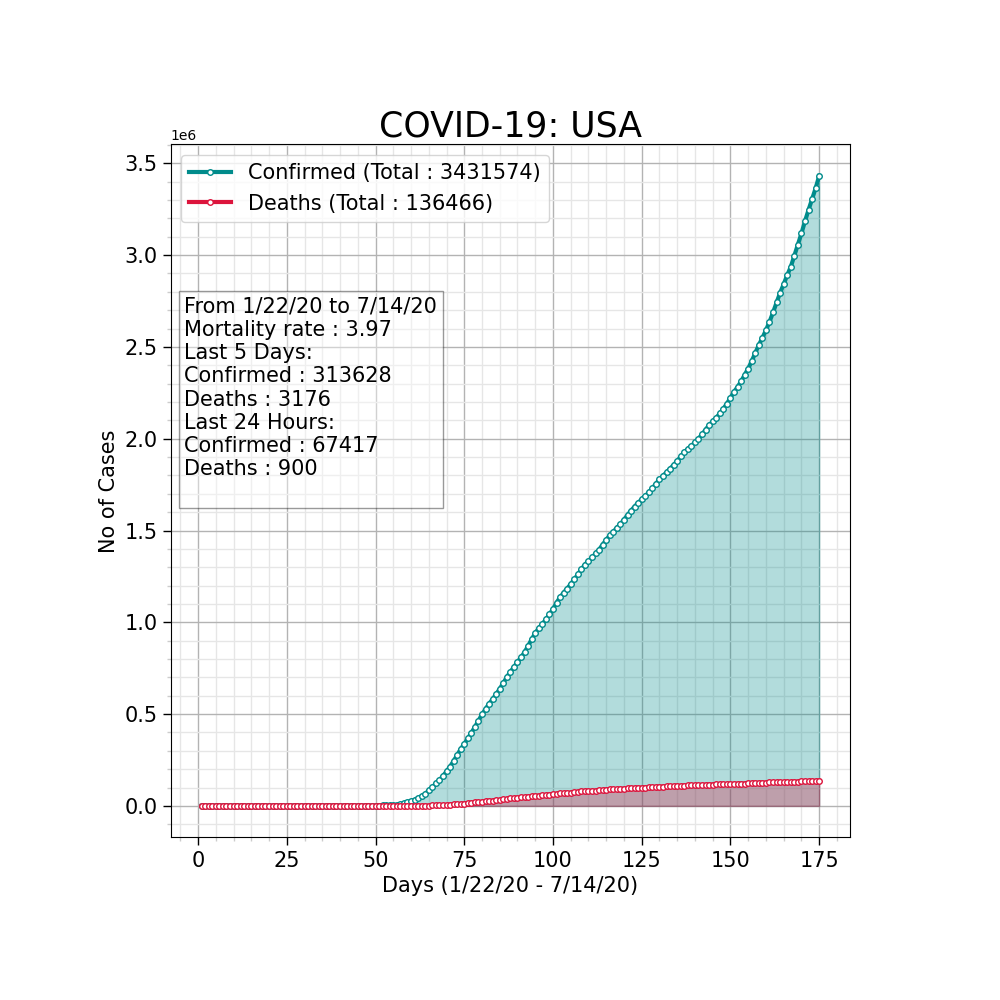 COVID-19: USA
1e6
Confirmed (Total : 3431574)
Deaths (Total : 136466)
From 1/22/20 to 7/14/20
Mortality rate : 3.97
Last 5 Days:
Confirmed : 313628
Deaths : 3176
Last 24 Hours:
Confirmed : 67417
Deaths : 900
No of Cases
3.5
3.0
2.5
2.0
1.5
1.0
0.5
0.0
0 25 50 75 100 125 150 175
Days (1/22/20 - 7/14/20)